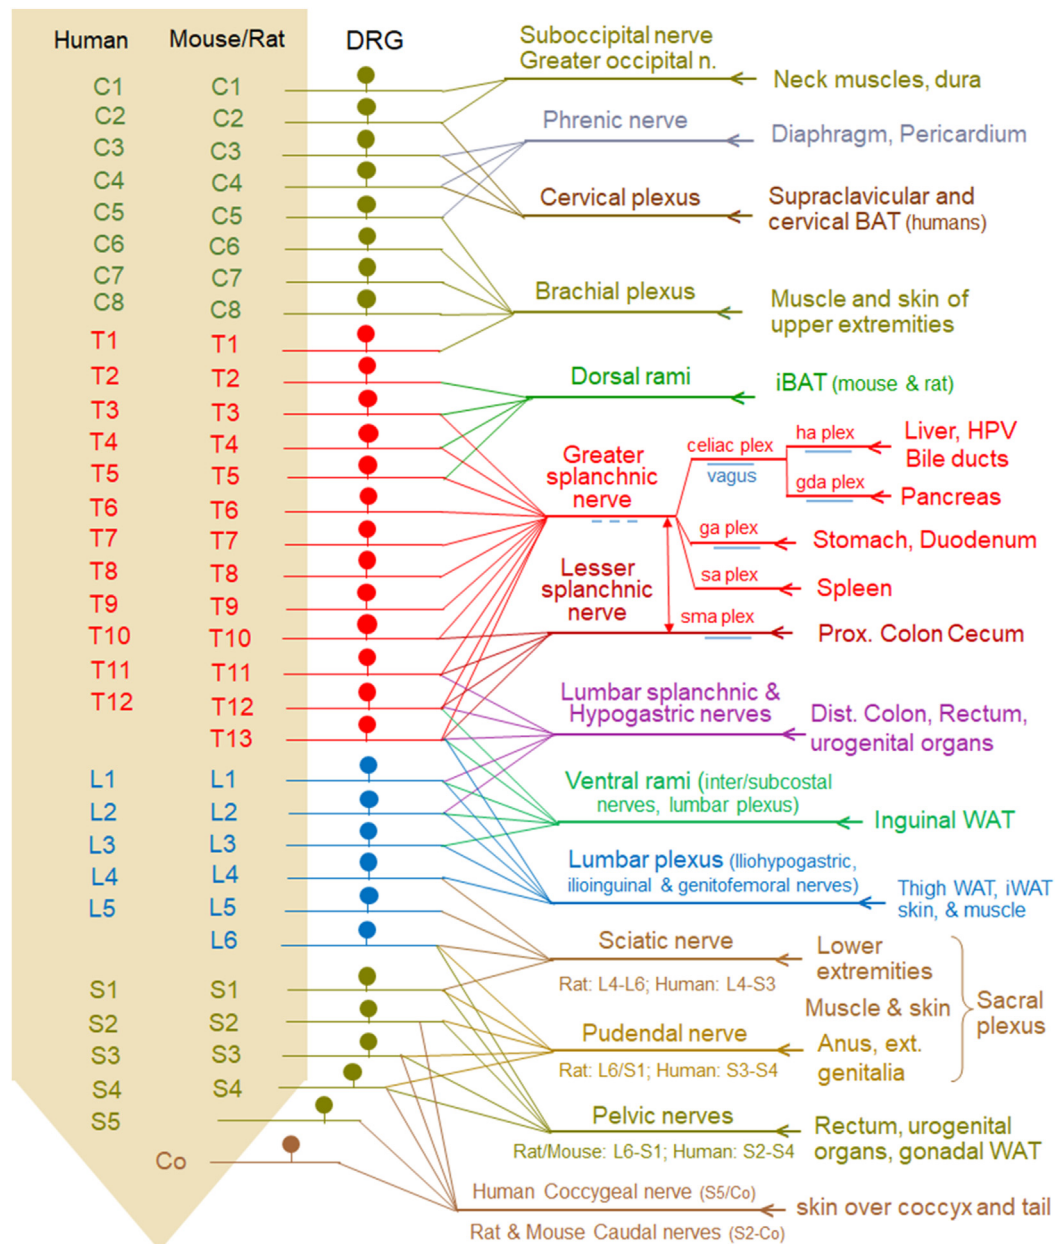 Human Mouse/Rat DRG
Suboccipital nerve
Greater occipital n.
Neck muscles, dura
C1 C1
C2 C2
Phrenic nerve
Diaphragm, Pericardium
C3 C3
C4 C4
Cervical plexus
Supraclavicular and
cervical BAT (humans)
C5 C5
C6 C6
C7 C7
C8 C8
Brachial plexus
Muscle and skin of
upper extremities
T1 T1
T2 T2
Dorsal rami
iBAT (mouse & rat)
T3 T3
T4 T4
T5 T5
Greater
splanchnic
nerve
celiac plex
vagus
ha plex
Liver, HPV
Bile ducts
gda plex
Pancreas
T6 T6
T7 T7
ga plex
Stomach, Duodenum
T8 T8
Lesser
splanchnic
nerve
sa plex
Spleen
T9 T9
sma plex
Prox. Colon Cecum
T10 T10
T11 T11
T12 T12
Lumbar splanchnic &
Hypogastric nerves
Dist. Colon, Rectum,
urogenital organs
T13
L1 L1
L2 L2
Ventral rami (inter/subcostal
nerves, lumbar plexus)
Inguinal WAT
L3 L3
L4 L4
Lumbar plexus (Iliohypogastric,
ilioinguinal & genitofemoral nerves)
Thigh WAT, iWAT
skin, & muscle
L5 L5
L6
Sciatic nerve
Rat: L4-L6; Human: L4-S3
Lower
extremities
Muscle & skin
Sacral
plexus
S1 S1
S2 S2
Pudendal nerve
Rat: L6/S1; Human: S3-S4
Anus, ext.
genitalia
S3 S3
S4 S4
S5
Pelvic nerves
Rat/Mouse: L6-S1; Human: S2-S4
Rectum, urogenital
organs, gonadal WAT
Co
Human Coccygeal nerve (S5/Co)
Rat & Mouse Caudal nerves (S2-Co)
skin over coccyx and tail